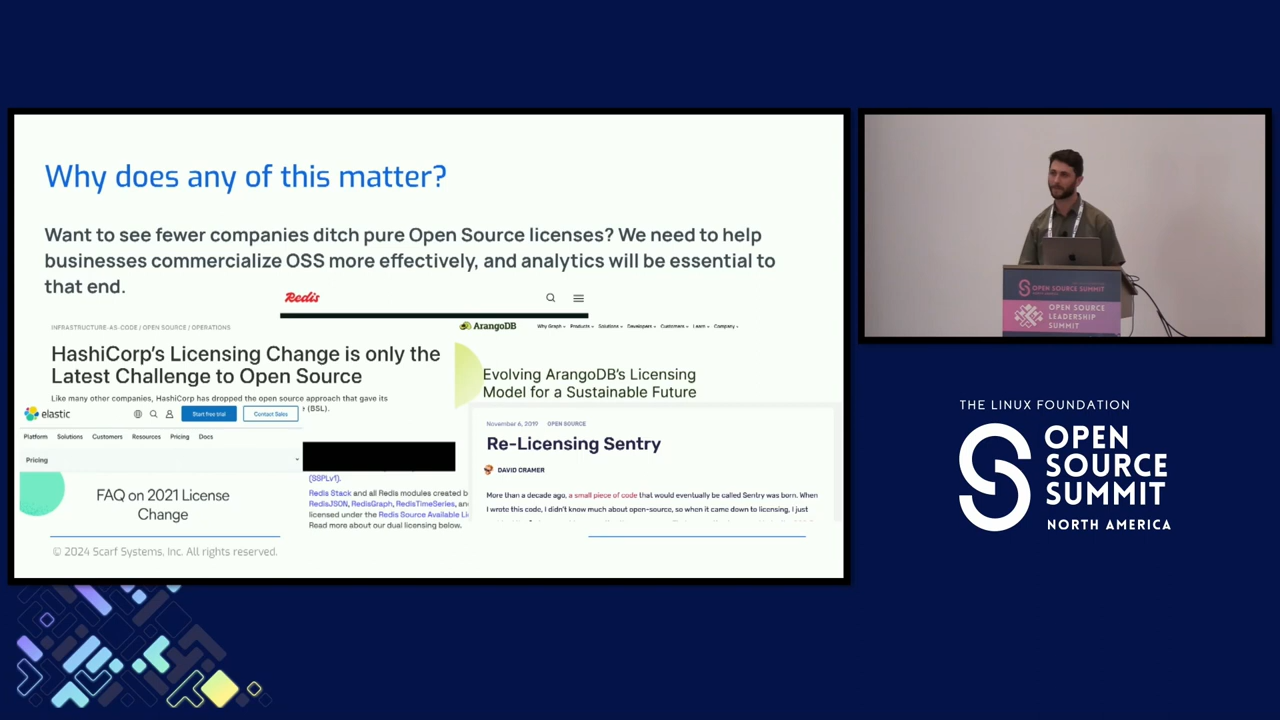 Why does any of this matter?
Want to see fewer companies ditch pure Open Source licenses? We need to help
businesses commercialize OSS more effectively, and analytics will be essential to
that end.
Redis
INFRASTRUCTURE-AS-CODE / OPEN SOURCE / OPERATIONS
HashiCorp's Licensing Change is only the
Latest Challenge to Open Source
Like many other companies, HashiCorp has dropped the open source approach that gave its
(BSL).
ArangoDB
Why Graph Products Solutions Developers Customers Learn Company
Evolving ArangoDB's Licensing
Model for a Sustainable Future
elastic
Start free trial
Contact Sales
Platform Solutions Customers Resources Pricing Docs
Pricing
FAQ on 2021 License
Change
(SSPLv1).
Redis Stack and all Redis modules created b
RedisJSON, RedisGraph, RedisTimeSeries, an
licensed under the Redis Source Available Li
Read more about our dual licensing below.
November 6, 2019 OPEN SOURCE
Re-Licensing Sentry
DAVID CRAMER
More than a decade ago, a small piece of code that would eventually be called Sentry was born. When
I wrote this code, I didn't know much about open-source, so when it came down to licensing, I just
© 2024 Scarf Systems, Inc. All rights reserved.
OPEN SOURCE SUMMIT
OPEN SOURCE
LEADERSHIP
SUMMIT
THE LINUX FOUNDATION
OPEN
SOURCE
SUMMIT
NORTH AMERICA